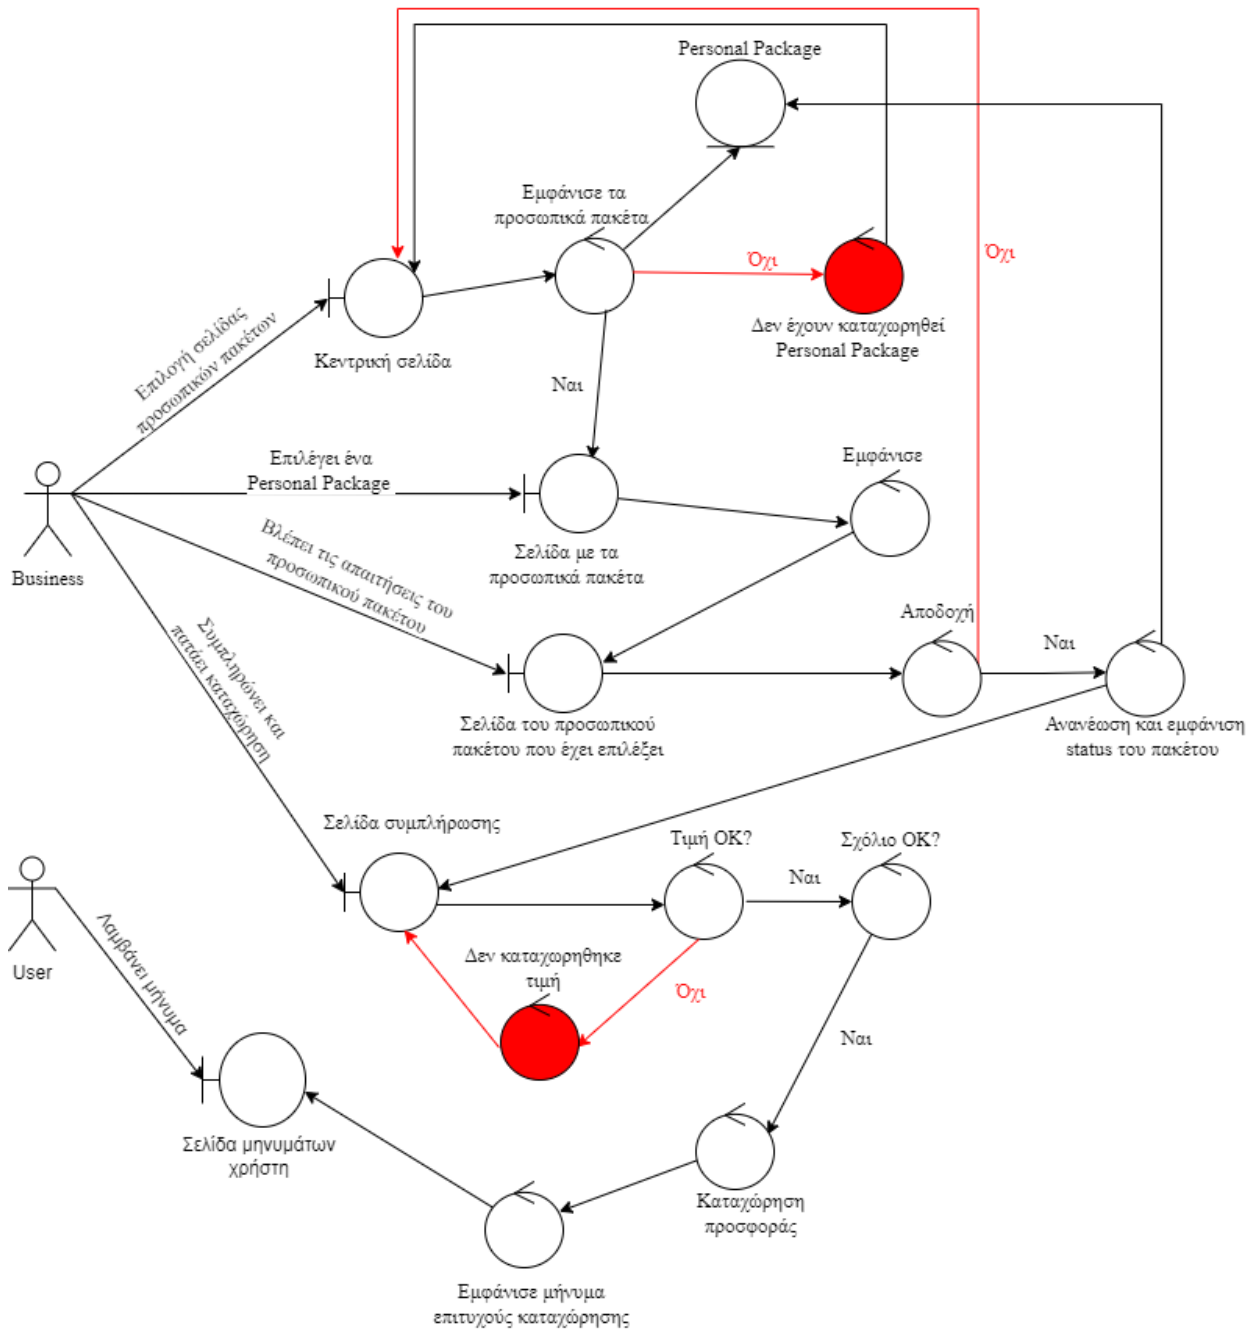 Personal Package
Εμφάνισε τα
προσωπικά πακέτα
Όχι
Όχι
Δεν έχουν καταχωρηθεί
Personal Package
Επιλογή σελίδας
προσωπικών πακέτων
Κεντρική σελίδα
Ναι
Επιλέγει ένα
Personal Package
Εμφάνισε
Business
Σελίδα με τα
προσωπικά πακέτα
Βλέπει τις απαιτήσεις του
προσωπικού πακέτου
Αποδοχή
Ναι
Σελίδα του προσωπικού
πακέτου που έχει επιλέξει
Ανανέωση και εμφάνιση
status του πακέτου
Συμπληρώνει και
πατάει καταχώρηση
Σελίδα συμπλήρωσης
Τιμή OK?
Σχόλιο OK?
Ναι
User
Λαμβάνει μήνυμα
Δεν καταχωρηθηκε
τιμή
Όχι
Ναι
Σελίδα μηνυμάτων
χρήστη
Καταχώρηση
προσφοράς
Εμφάνισε μήνυμα
επιτυχούς καταχώρησης